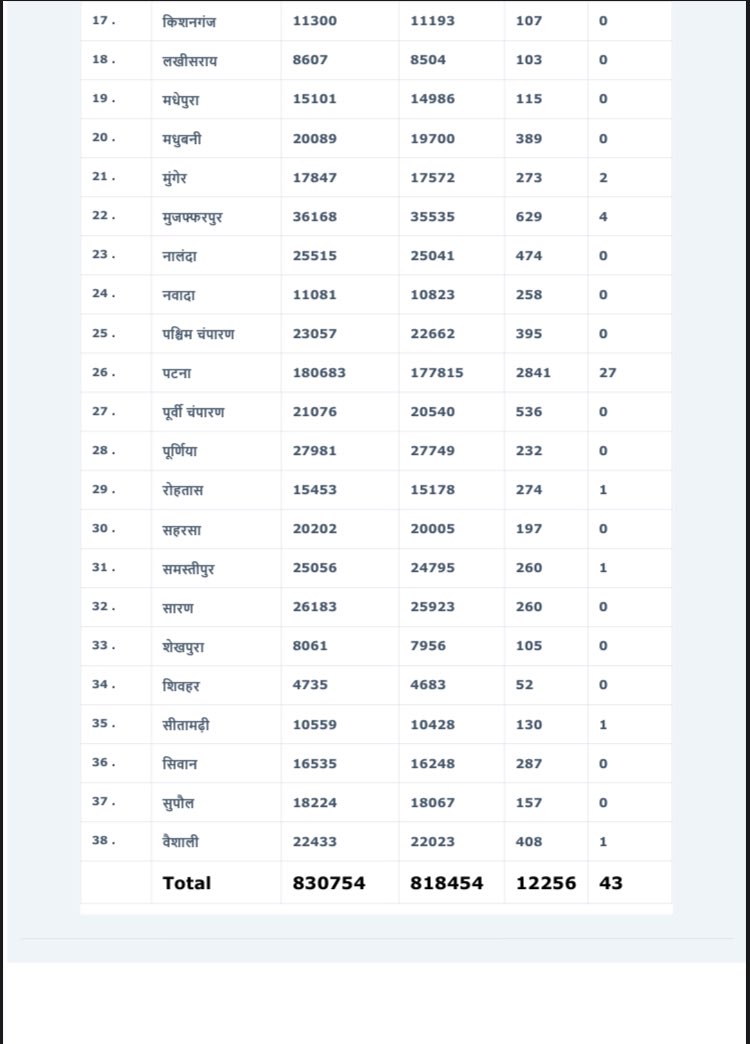 17 . किशनगंज 11300 11193 107 0
18 . लखीसराय 8607 8504 103 0
19 . मधेपुरा 15101 14986 115 0
20 . मधुबनी 20089 19700 389 0
21 . मुंगेर 17847 17572 273 2
22 . मुजफ्फरपुर 36168 35535 629 4
23 . नालंदा 25515 25041 474 0
24 . नवादा 11081 10823 258 0
25 . पश्चिम चंपारण 23057 22662 395 0
26 . पटना 180683 177815 2841 27
27 . पूर्वी चंपारण 21076 20540 536 0
28 . पूर्णिया 27981 27749 232 0
29 . रोहतास 15453 15178 274 1
30 . सहरसा 20202 20005 197 0
31 . समस्तीपुर 25056 24795 260 1
32 . सारण 26183 25923 260 0
33 . शेखपुरा 8061 7956 105 0
34 . शिवहर 4735 4683 52 0
35 . सीतामढ़ी 10559 10428 130 1
36 . सिवान 16535 16248 287 0
37 . सुपौल 18224 18067 157 0
38 . वैशाली 22433 22023 408 1
Total 830754 818454 12256 43